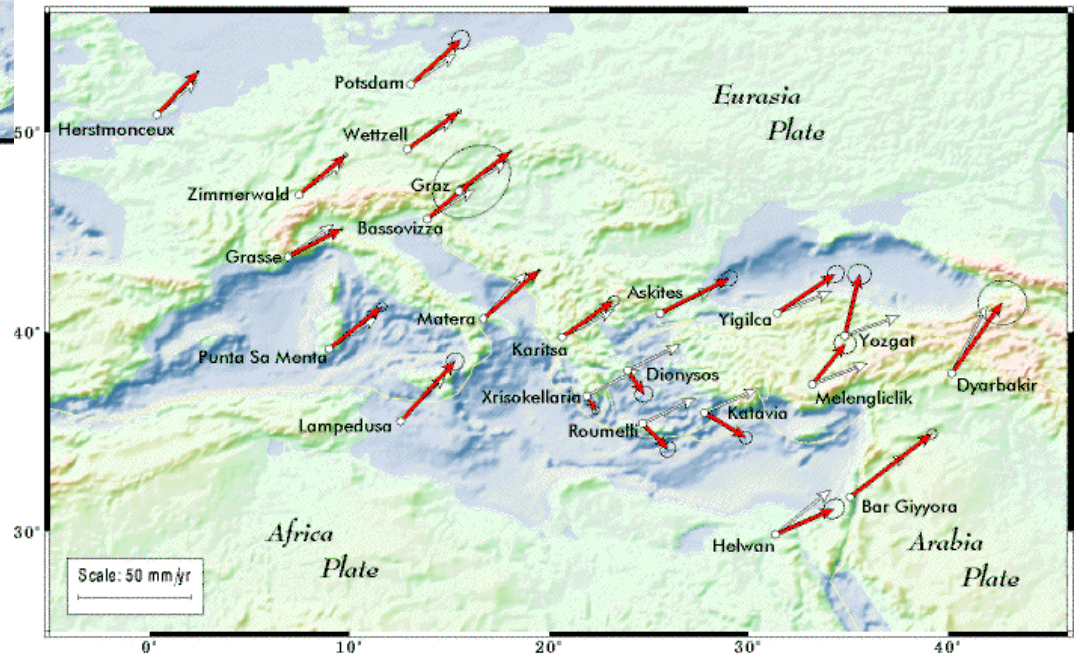 Potsdam
Herstmonceux
Eurasia
Plate
50°
Wettzell
Graz
Zimmerwald
Bassovizza
Grasse
Askites
40°
Matera
Yigilca
Karitsa
Yozgat
Punta Sa Menta
Dionysos
Dyarbakir
Xrisokellaria
Melengliclik
Katavia
Lampedusa
Roumelli
Bar Giyyora
30°
Africa
Plate
Helwan
Arabia
Plate
Scale: 50 mm/yr
0°
10°
20°
30°
40°